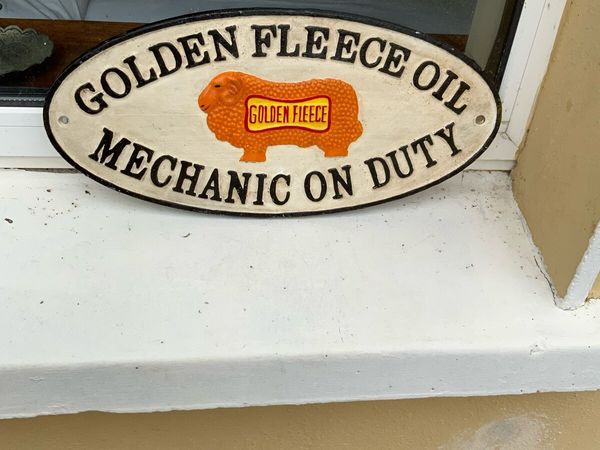 GOLDEN FLEECE OIL
GOLDEN FLEECE
MECHANIC ON DUTY